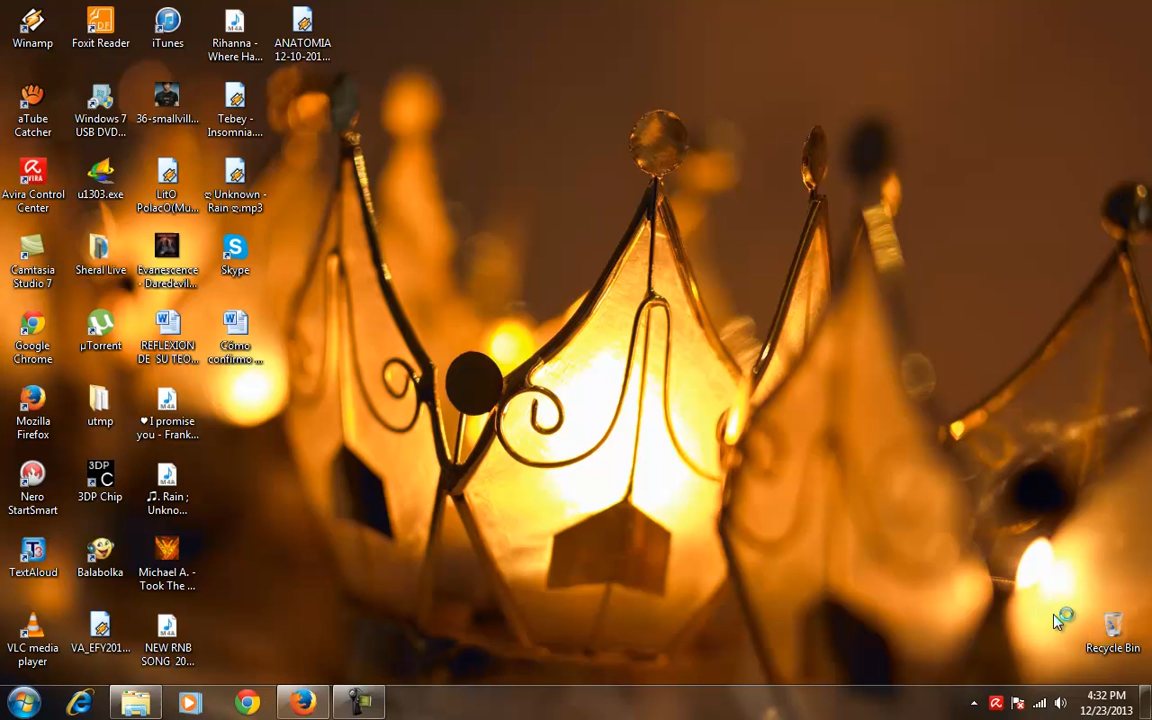 Winamp
Foxit Reader
iTunes
Rihanna -
Where Ha...
ANATOMIA
12-10-201...
aTube
Catcher
Windows 7
USB DVD...
36-smallvill...
Tebey -
Insomnia....
Avira Control
Center
u1303.exe
LitO
PolacO(Mu...
ღ Unknown -
Rain ღ.mp3
Camtasia
Studio 7
Sheral Live
Evanescence
- Daredevil...
Skype
Google
Chrome
µTorrent
REFLEXION
DE SU TEO...
Cómo
confirmo ...
Mozilla
Firefox
utmp
♥ I promise
you - Frank...
Nero
StartSmart
3DP
C
3DP Chip
♫. Rain ;
Unkno...
TextAloud
Balabolka
Michael A. -
Took The ...
VLC media
player
VA_EFY201...
NEW RNB
SONG 20...
Recycle Bin
4:32 PM
12/23/2013